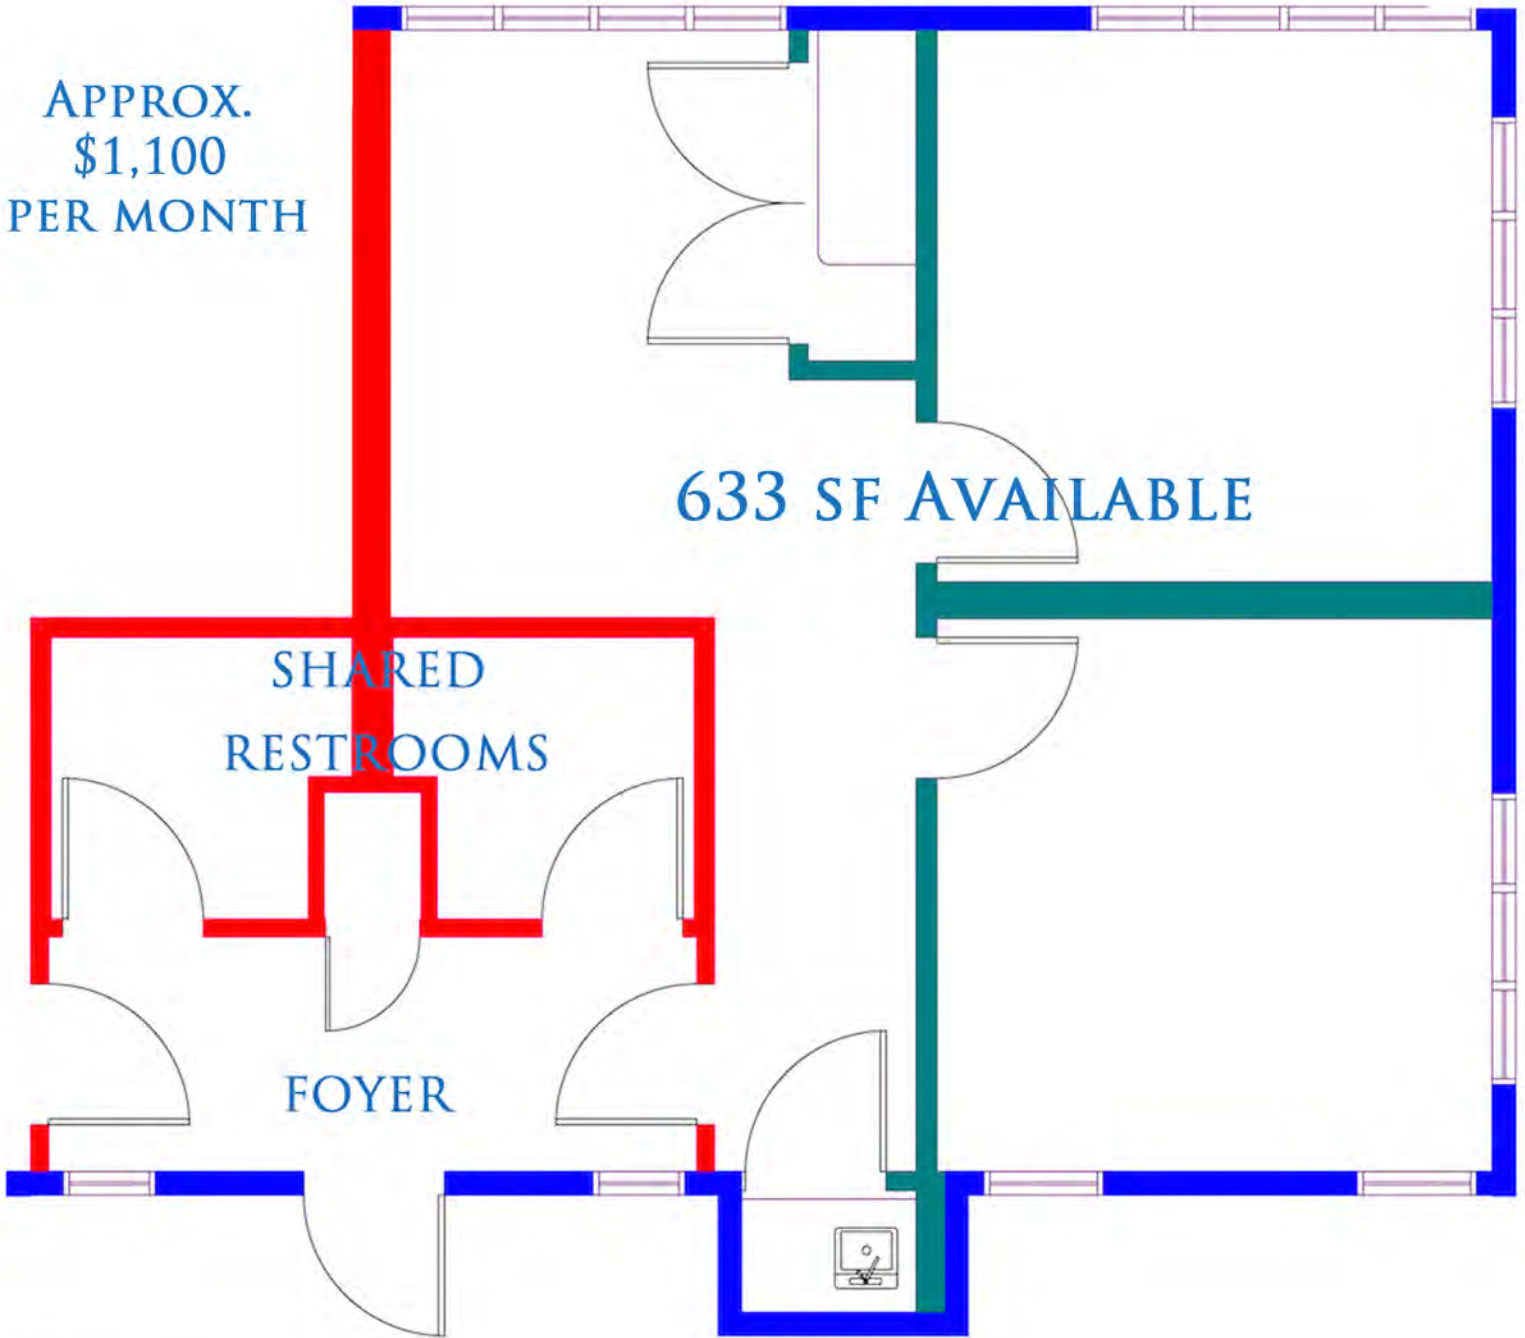 APPROX.
$1,100
PER MONTH
633 SF AVAILABLE
SHARED
RESTROOMS
FOYER